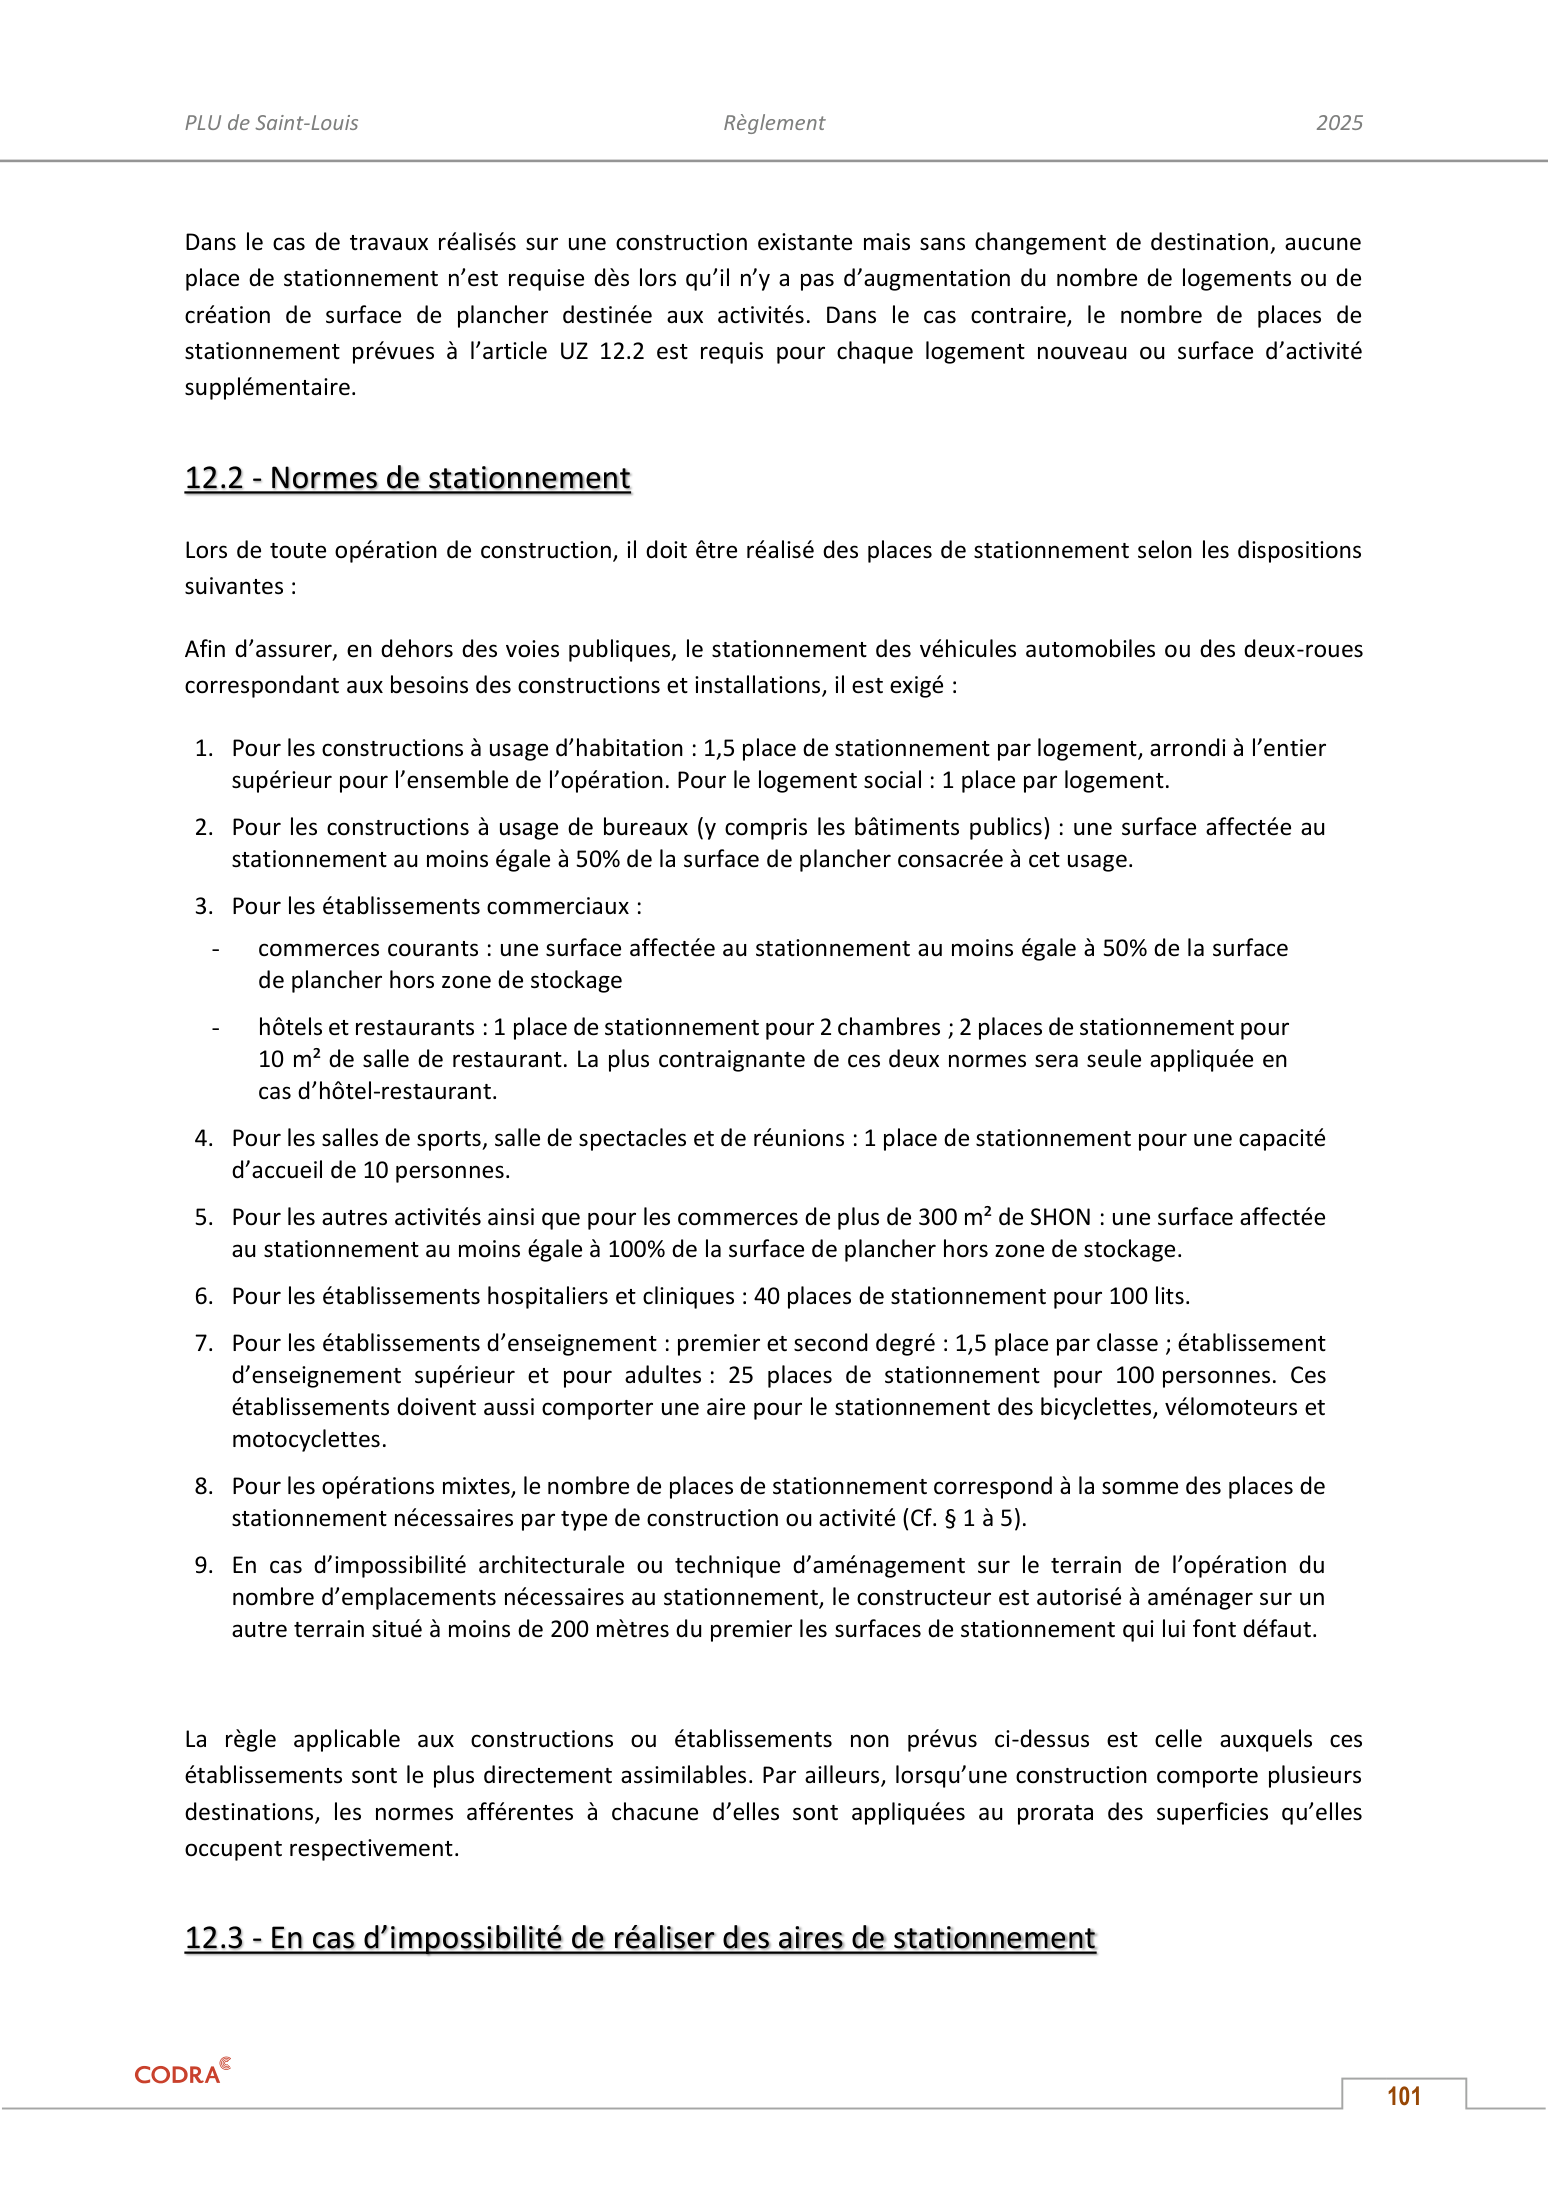 PLU de Saint-Louis Règlement 2025
Dans le cas de travaux réalisés sur une construction existante mais sans changement de destination, aucune
place de stationnement n’est requise dès lors qu’il n’y a pas d’augmentation du nombre de logements ou de
création de surface de plancher destinée aux activités. Dans le cas contraire, le nombre de places de
stationnement prévues à l’article UZ 12.2 est requis pour chaque logement nouveau ou surface d’activité
supplémentaire.
12.2 - Normes de stationnement
Lors de toute opération de construction, il doit être réalisé des places de stationnement selon les dispositions
suivantes :
Afin d’assurer, en dehors des voies publiques, le stationnement des véhicules automobiles ou des deux-roues
correspondant aux besoins des constructions et installations, il est exigé :
1. Pour les constructions à usage d’habitation : 1,5 place de stationnement par logement, arrondi à l’entier
supérieur pour l’ensemble de l’opération. Pour le logement social : 1 place par logement.
2. Pour les constructions à usage de bureaux (y compris les bâtiments publics) : une surface affectée au
stationnement au moins égale à 50% de la surface de plancher consacrée à cet usage.
3. Pour les établissements commerciaux :
- commerces courants : une surface affectée au stationnement au moins égale à 50% de la surface
de plancher hors zone de stockage
- hôtels et restaurants : 1 place de stationnement pour 2 chambres ; 2 places de stationnement pour
10 m² de salle de restaurant. La plus contraignante de ces deux normes sera seule appliquée en
cas d’hôtel-restaurant.
4. Pour les salles de sports, salle de spectacles et de réunions : 1 place de stationnement pour une capacité
d’accueil de 10 personnes.
5. Pour les autres activités ainsi que pour les commerces de plus de 300 m² de SHON : une surface affectée
au stationnement au moins égale à 100% de la surface de plancher hors zone de stockage.
6. Pour les établissements hospitaliers et cliniques : 40 places de stationnement pour 100 lits.
7. Pour les établissements d’enseignement : premier et second degré : 1,5 place par classe ; établissement
d’enseignement supérieur et pour adultes : 25 places de stationnement pour 100 personnes. Ces
établissements doivent aussi comporter une aire pour le stationnement des bicyclettes, vélomoteurs et
motocyclettes.
8. Pour les opérations mixtes, le nombre de places de stationnement correspond à la somme des places de
stationnement nécessaires par type de construction ou activité (Cf. § 1 à 5).
9. En cas d’impossibilité architecturale ou technique d’aménagement sur le terrain de l’opération du
nombre d’emplacements nécessaires au stationnement, le constructeur est autorisé à aménager sur un
autre terrain situé à moins de 200 mètres du premier les surfaces de stationnement qui lui font défaut.
La règle applicable aux constructions ou établissements non prévus ci-dessus est celle auxquels ces
établissements sont le plus directement assimilables. Par ailleurs, lorsqu’une construction comporte plusieurs
destinations, les normes afférentes à chacune d’elles sont appliquées au prorata des superficies qu’elles
occupent respectivement.
12.3 - En cas d’impossibilité de réaliser des aires de stationnement
CODRA
101